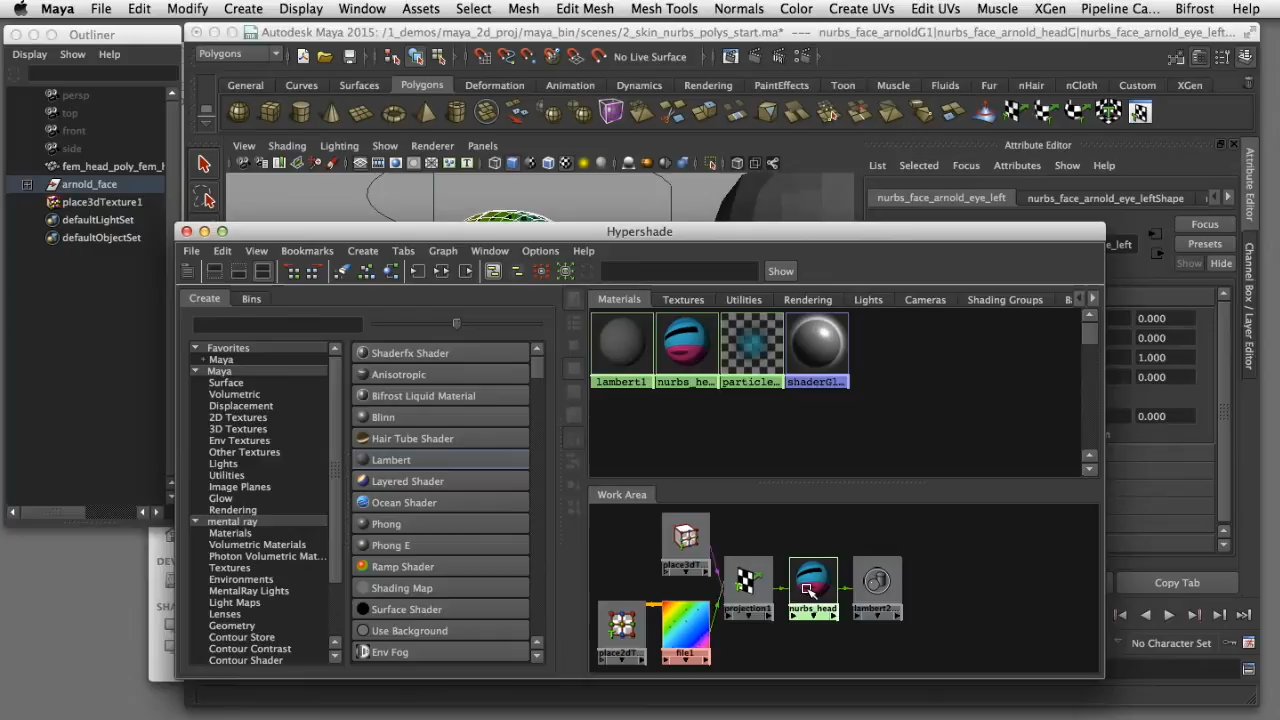 Maya File Edit Modify Create Display Window Assets Select Mesh Edit Mesh Mesh Tools Normals Color Create UVs Edit UVs Muscle XGen Pipeline Ca... Bifrost Help
Outliner
Autodesk Maya 2015: /1_demos/maya_2d_proj/maya_bin/scenes/2_skin_nurbs_polys_start.ma* --- nurbs_face_arnoldG1|nurbs_face_arnold_headG|nurbs_face_arnold_eye_left...
Display Show Help
Polygons
No Live Surface
General Curves Surfaces Polygons Deformation Animation Dynamics Rendering PaintEffects Toon Muscle Fluids Fur nHair nCloth Custom XGen
persp
top
front
side
fem_head_poly_fem_h
arnold_face
place3dTexture1
defaultLightSet
defaultObjectSet
View Shading Lighting Show Renderer Panels
Attribute Editor
List Selected Focus Attributes Show Help
nurbs_face_arnold_eye_left nurbs_face_arnold_eye_leftShape
Focus
Presets
Show Hide
e_left
0.000
0.000
1.000
0.000
0.000
Attribute Editor
Channel Box / Layer Editor
Hypershade
File Edit View Bookmarks Create Tabs Graph Window Options Help
Show
Create Bins
Materials Textures Utilities Rendering Lights Cameras Shading Groups
Favorites
+ Maya
Maya
Surface
Volumetric
Displacement
2D Textures
3D Textures
Env Textures
Other Textures
Lights
Utilities
Image Planes
Glow
Rendering
mental ray
Materials
Volumetric Materials
Photon Volumetric Mat...
Textures
Environments
MentalRay Lights
Light Maps
Lenses
Geometry
Contour Store
Contour Contrast
Contour Shader
Shaderfx Shader
Anisotropic
Bifrost Liquid Material
Blinn
Hair Tube Shader
Lambert
Layered Shader
Ocean Shader
Phong
Phong E
Ramp Shader
Shading Map
Surface Shader
Use Background
Env Fog
lambert1 nurbs_he... particle... shaderGl...
Work Area
place3dT...
projection1 nurbs_head lambert2...
place2dT... file1
Copy Tab
No Character Set